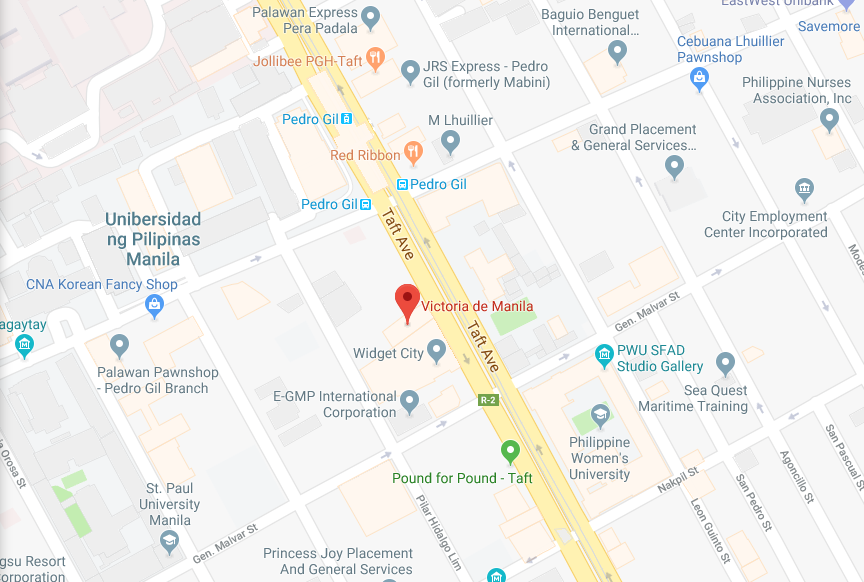 Palawan Express
Pera Padala
Baguio Benguet
International...
EastWest Unibank
Savemore
Cebuana Lhuillier
Pawnshop
Jollibee PGH-Taft
JRS Express - Pedro
Gil (formerly Mabini)
Philippine Nurses
Association, Inc
Pedro Gil
M Lhuillier
Grand Placement
& General Services...
Red Ribbon
Pedro Gil
Pedro Gil
Unibersidad
ng Pilipinas
Manila
Taft Ave
City Employment
Center Incorporated
CNA Korean Fancy Shop
Victoria de Manila
Gen. Malvar St
agaytay
Taft Ave
Widget City
PWU SFAD
Studio Gallery
Palawan Pawnshop
- Pedro Gil Branch
E-GMP International
Corporation
R-2
Sea Quest
Maritime Training
Philippine
Women's
University
Pound for Pound - Taft
Nakpil St
San Pascual St
Agoncillo St
San Pedro St
Leon Guinto St
St. Paul
University
Manila
Gen. Malvar St
Pilar Hidalgo Lim
Princess Joy Placement
And General Services
gsu Resort
Corporation